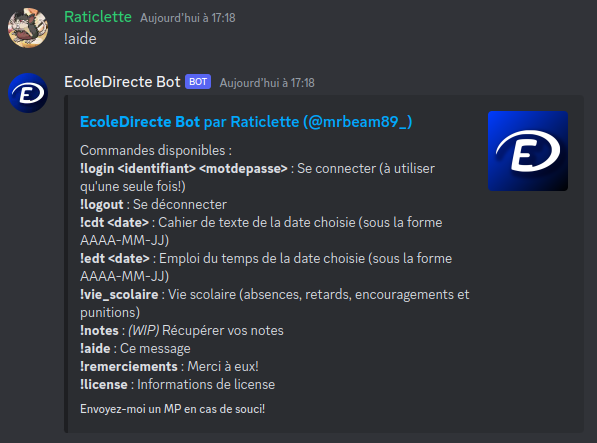 Raticlette Aujourd'hui à 17:18
!aide
EcoleDirecte Bot BOT Aujourd'hui à 17:18
EcoleDirecte Bot par Raticlette (@mrbeam89_)
Commandes disponibles :
!login <identifiant> <motdepasse> : Se connecter (à utiliser
qu'une seule fois!)
!logout : Se déconnecter
!cdt <date> : Cahier de texte de la date choisie (sous la forme
AAAA-MM-JJ)
!edt <date> : Emploi du temps de la date choisie (sous la forme
AAAA-MM-JJ)
!vie_scolaire : Vie scolaire (absences, retards, encouragements et
punitions)
!notes : (WIP) Récupérer vos notes
!aide : Ce message
!remerciements : Merci à eux!
!license : Informations de license
Envoyez-moi un MP en cas de souci!